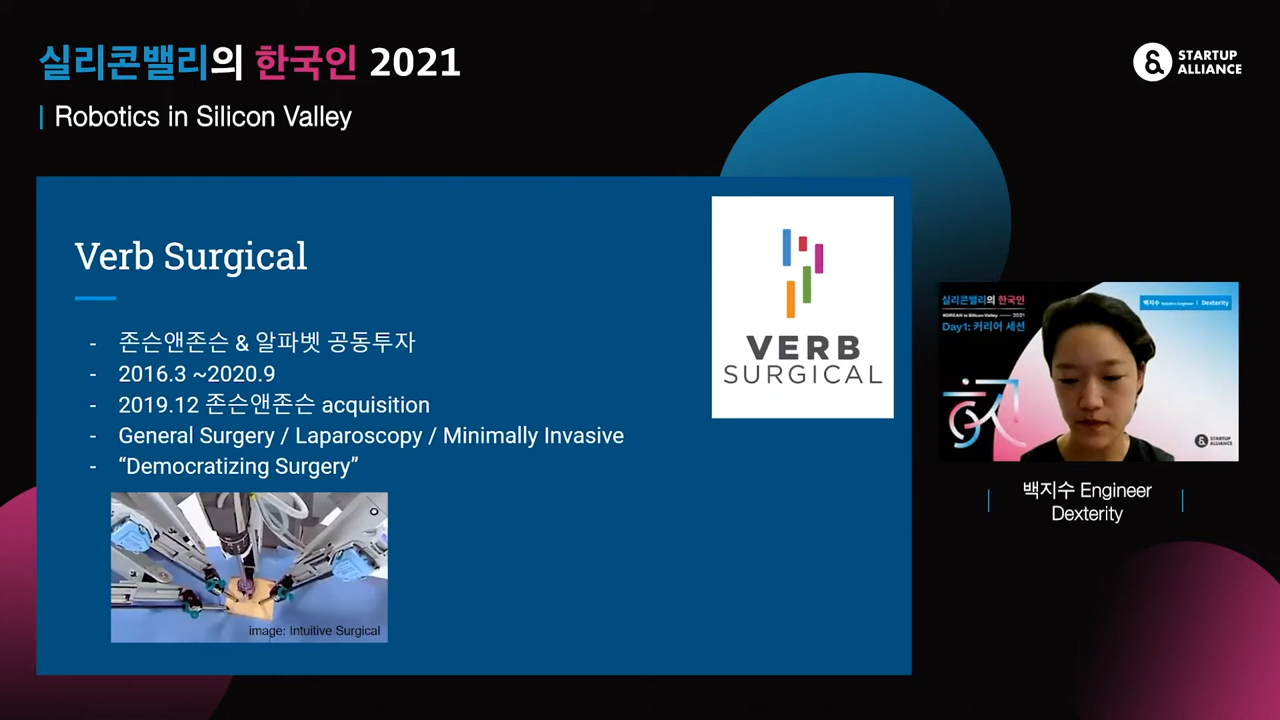 실리콘밸리의 한국인 2021
| Robotics in Silicon Valley
STARTUP
ALLIANCE
Verb Surgical
- 존슨앤존슨 & 알파벳 공동투자
- 2016.3 ~2020.9
- 2019.12 존슨앤존슨 acquisition
- General Surgery / Laparoscopy / Minimally Invasive
- “Democratizing Surgery”
image: Intuitive Surgical
VERB
SURGICAL
실리콘밸리의 한국인
KOREAN in Silicon Valley 2021
Day1: 커리어 세션
백지수 Robotics Engineer | Dexterity
STARTUP
ALLIANCE
백지수 Engineer
Dexterity